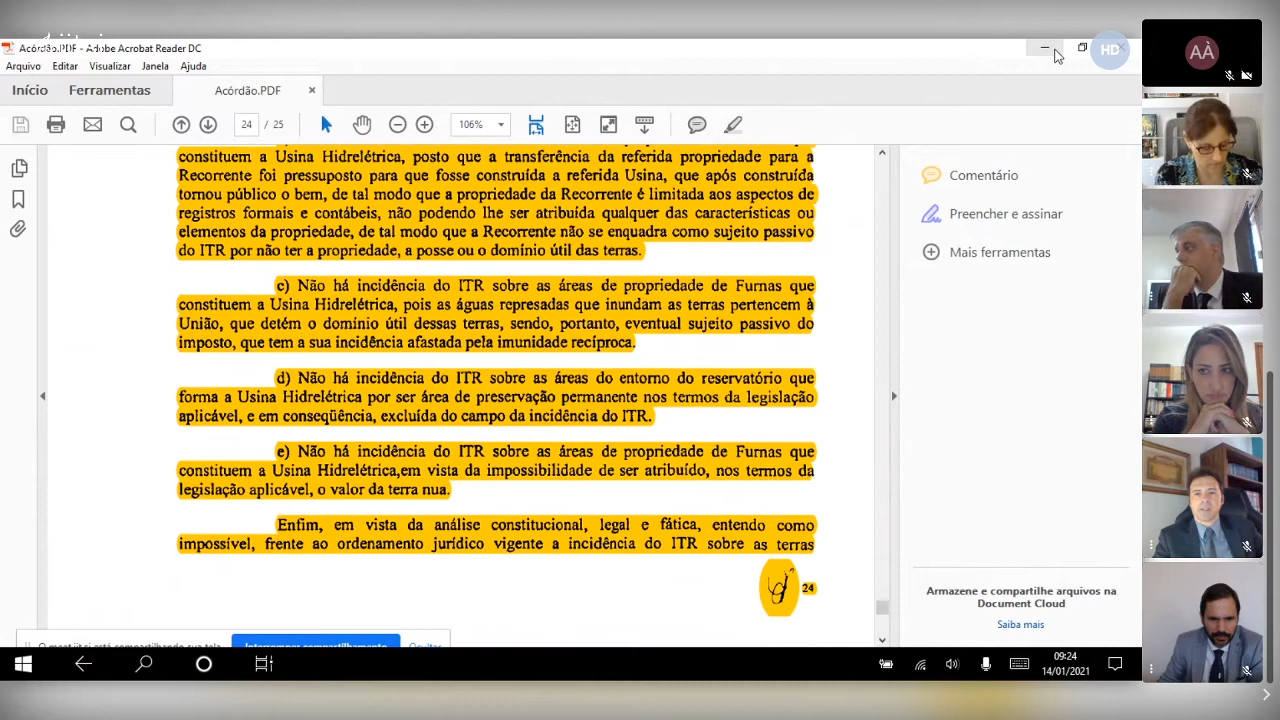 Acórdão.PDF - Adobe Acrobat Reader DC
HD
AÀ
Arquivo Editar Visualizar Janela Ajuda
Início Ferramentas Acórdão.PDF ×
24 / 25 106%
constituem a Usina Hidrelétrica, posto que a transferência da referida propriedade para a
Recorrente foi pressuposto para que fosse construída a referida Usina, que após construída
tornou público o bem, de tal modo que a propriedade da Recorrente é limitada aos aspectos de
registros formais e contábeis, não podendo lhe ser atribuída qualquer das características ou
elementos da propriedade, de tal modo que a Recorrente não se enquadra como sujeito passivo
do ITR por não ter a propriedade, a posse ou o domínio útil das terras.
c) Não há incidência do ITR sobre as áreas de propriedade de Furnas que
constituem a Usina Hidrelétrica, pois as águas represadas que inundam as terras pertencem à
União, que detém o domínio útil dessas terras, sendo, portanto, eventual sujeito passivo do
imposto, que tem a sua incidência afastada pela imunidade recíproca.
d) Não há incidência do ITR sobre as áreas do entorno do reservatório que
forma a Usina Hidrelétrica por ser área de preservação permanente nos termos da legislação
aplicável, e em conseqüência, excluída do campo da incidência do ITR.
e) Não há incidência do ITR sobre as áreas de propriedade de Furnas que
constituem a Usina Hidrelétrica,em vista da impossibilidade de ser atribuído, nos termos da
legislação aplicável, o valor da terra nua.
Enfim, em vista da análise constitucional, legal e fática, entendo como
impossível, frente ao ordenamento jurídico vigente a incidência do ITR sobre as terras
24
Comentário
Preencher e assinar
Mais ferramentas
Armazene e compartilhe arquivos na
Document Cloud
Saiba mais
O meet.jit.si está compartilhando sua tela.
Interromper compartilhamento
Ocultar
09:24
14/01/2021